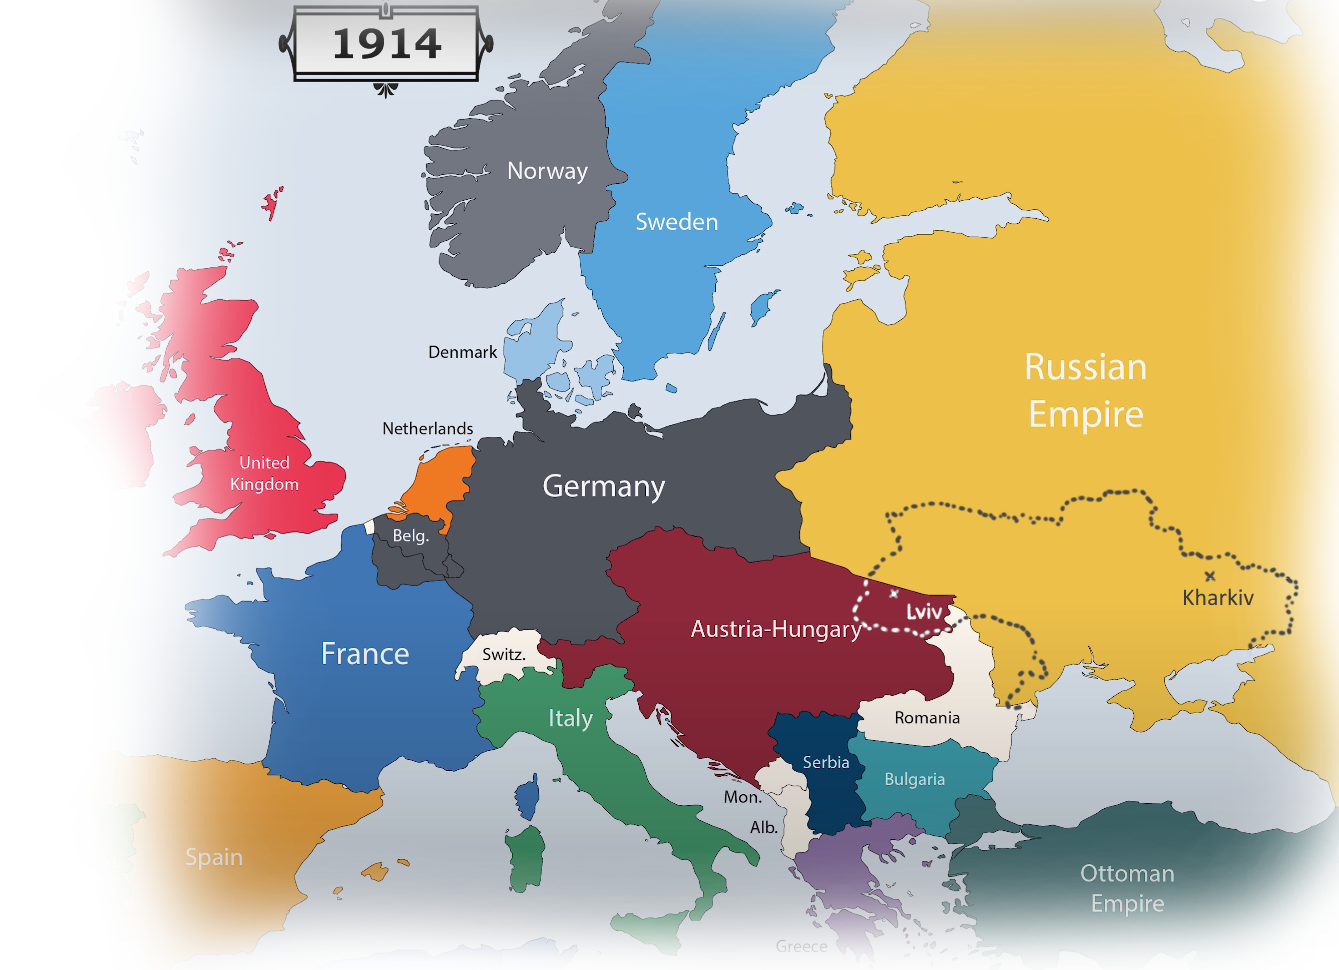 1914
Norway
Sweden
Denmark
Russian
Empire
Netherlands
United
Kingdom
Germany
Belg.
Kharkiv
Lviv
Austria-Hungary
France
Switz.
Italy
Romania
Serbia
Bulgaria
Mon.
Alb.
Spain
Ottoman
Empire
Greece